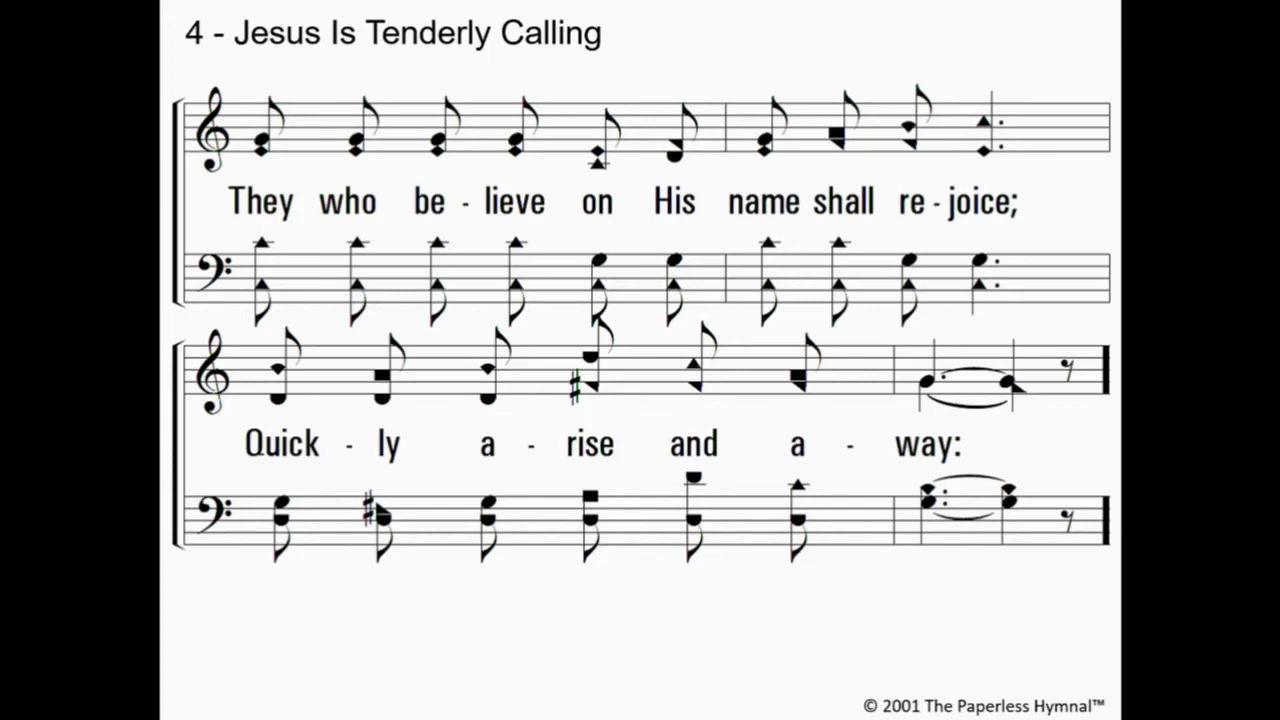 4 - Jesus Is Tenderly Calling
They who be - lieve on His name shall re - joice;
Quick - ly a - rise and a - way:
© 2001 The Paperless Hymnal™